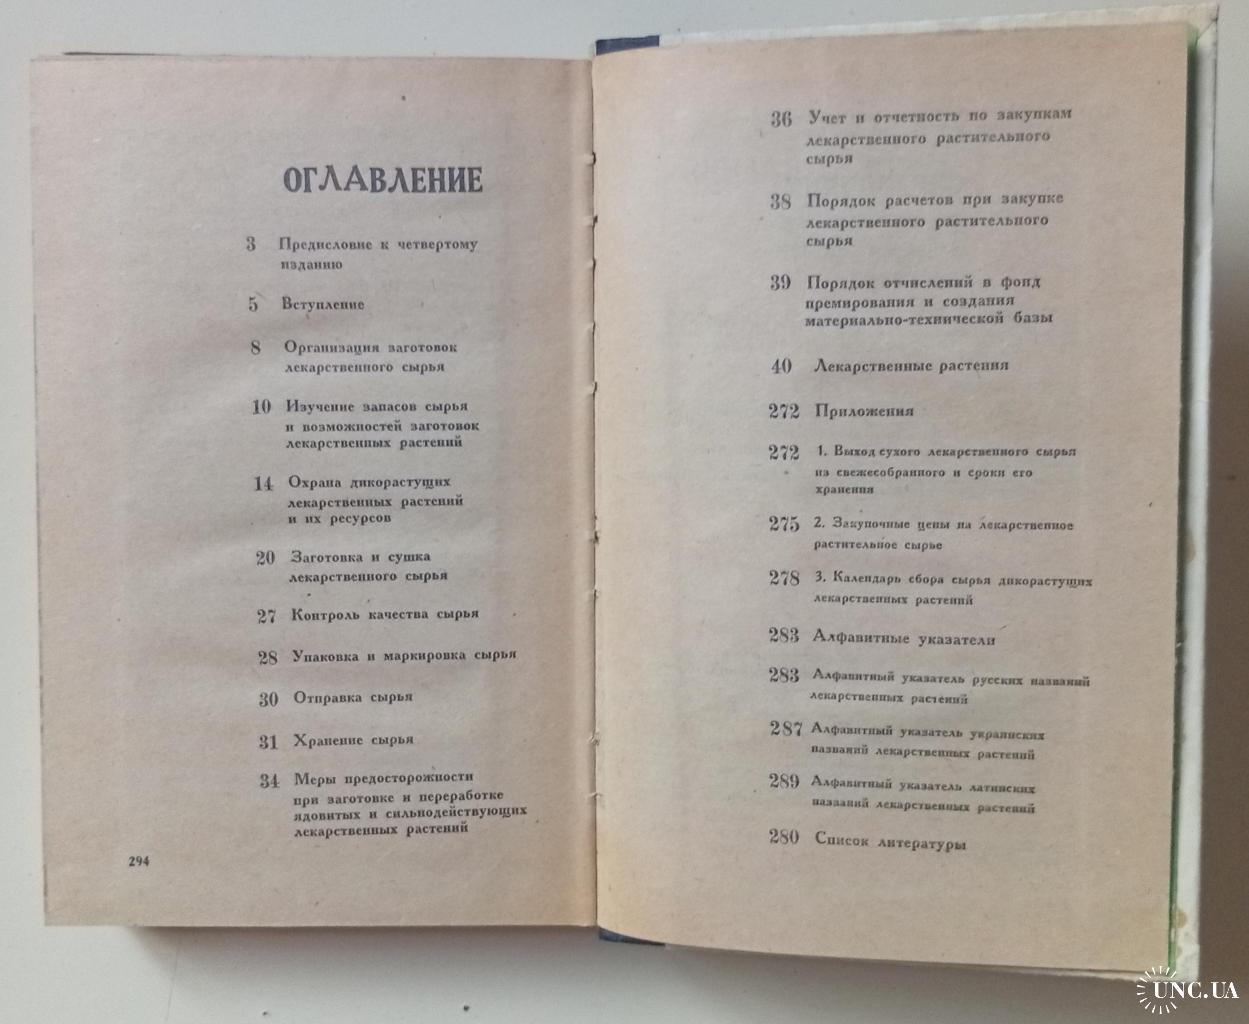 ОГЛАВЛЕНИЕ
3 Предисловие к четвертому
изданию
5 Вступление
8 Организация заготовок
лекарственного сырья
10 Изучение запасов сырья
и возможностей заготовок
лекарственных растений
14 Охрана дикорастущих
лекарственных растений
и их ресурсов
20 Заготовка и сушка
лекарственного сырья
27 Контроль качества сырья
28 Упаковка и маркировка сырья
30 Отправка сырья
31 Хранение сырья
34 Меры предосторожности
при заготовке и переработке
ядовитых и сильнодействующих
лекарственных растений
294
36 Учет и отчетность по закупкам
лекарственного растительного
сырья
38 Порядок расчетов при закупке
лекарственного растительного
сырья
39 Порядок отчислений в фонд
премирования и создания
материально-технической базы
40 Лекарственные растения
272 Приложения
272 1. Выход сухого лекарственного сырья
из свежесобранного и сроки его
хранения
275 2. Закупочные цены на лекарственное
растительное сырье
278 3. Календарь сбора сырья дикорастущих
лекарственных растений
283 Алфавитные указатели
283 Алфавитный указатель русских названий
лекарственных растений
287 Алфавитный указатель украинских
названий лекарственных растений
289 Алфавитный указатель латинских
названий лекарственных растений
280 Список литературы
UNC.UA